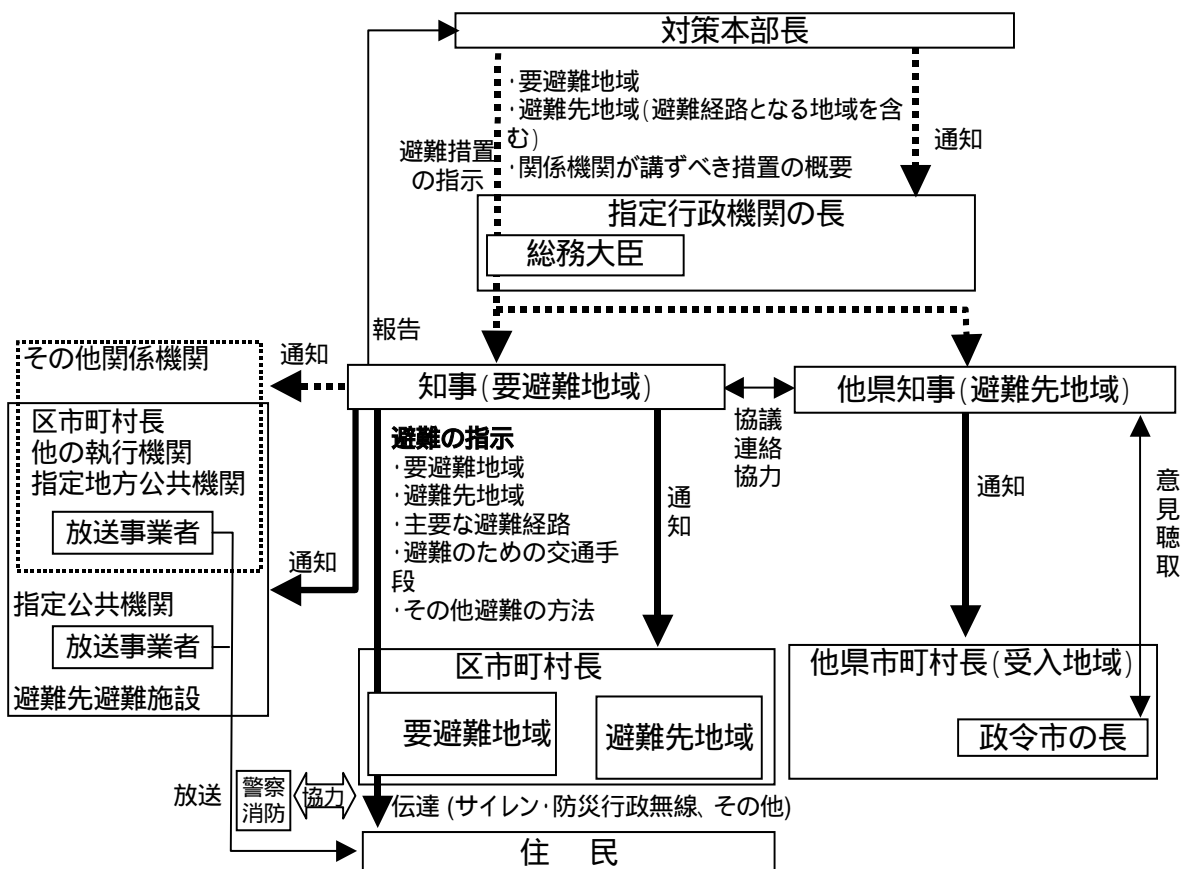 対策本部長
・要避難地域
・避難先地域(避難経路となる地域を含
む)
・関係機関が講ずべき措置の概要
避難措置
の指示
通知
指定行政機関の長
総務大臣
報告
その他関係機関
通知
知事(要避難地域)
他県知事(避難先地域)
協議
連絡
協力
区市町村長
他の執行機関
指定地方公共機関
放送事業者
通知
指定公共機関
放送事業者
避難先避難施設
避難の指示
・要避難地域
・避難先地域
・主要な避難経路
・避難のための交通手
段
・その他避難の方法
通
知
通知
意
見
聴
取
区市町村長
要避難地域
避難先地域
他県市町村長(受入地域)
政令市の長
放送
警察
消防
協力
伝達 (サイレン・防災行政無線、その他)
住　民